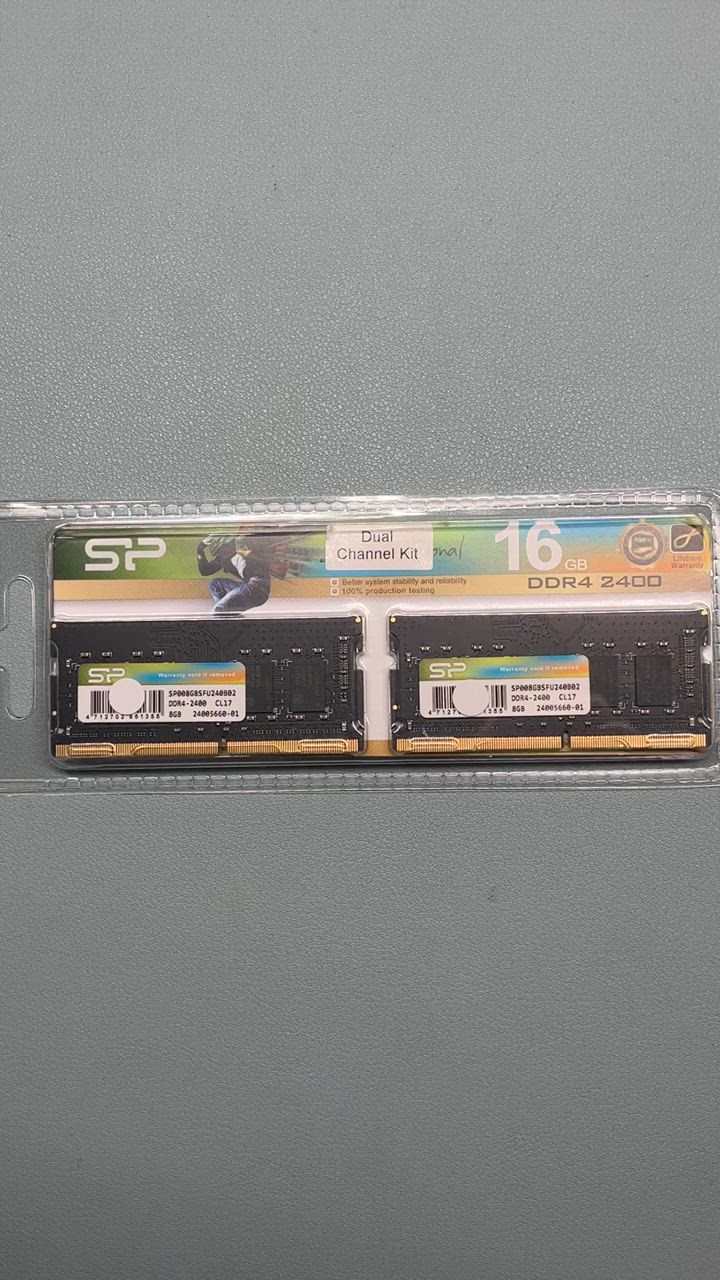 SP
Dual
Channel Kit
onal
16GB
DDR4 2400
Better system stability and reliability
100% production testing
100%
Lifetime
Warranty
SP
Warranty void if removed
SP008GBSFU240B02
DDR4-2400 CL17
8GB 24005660-01
SP
Warranty void if removed
SP008GBSFU240B02
DDR4-2400 CL17
8GB 24005660-01